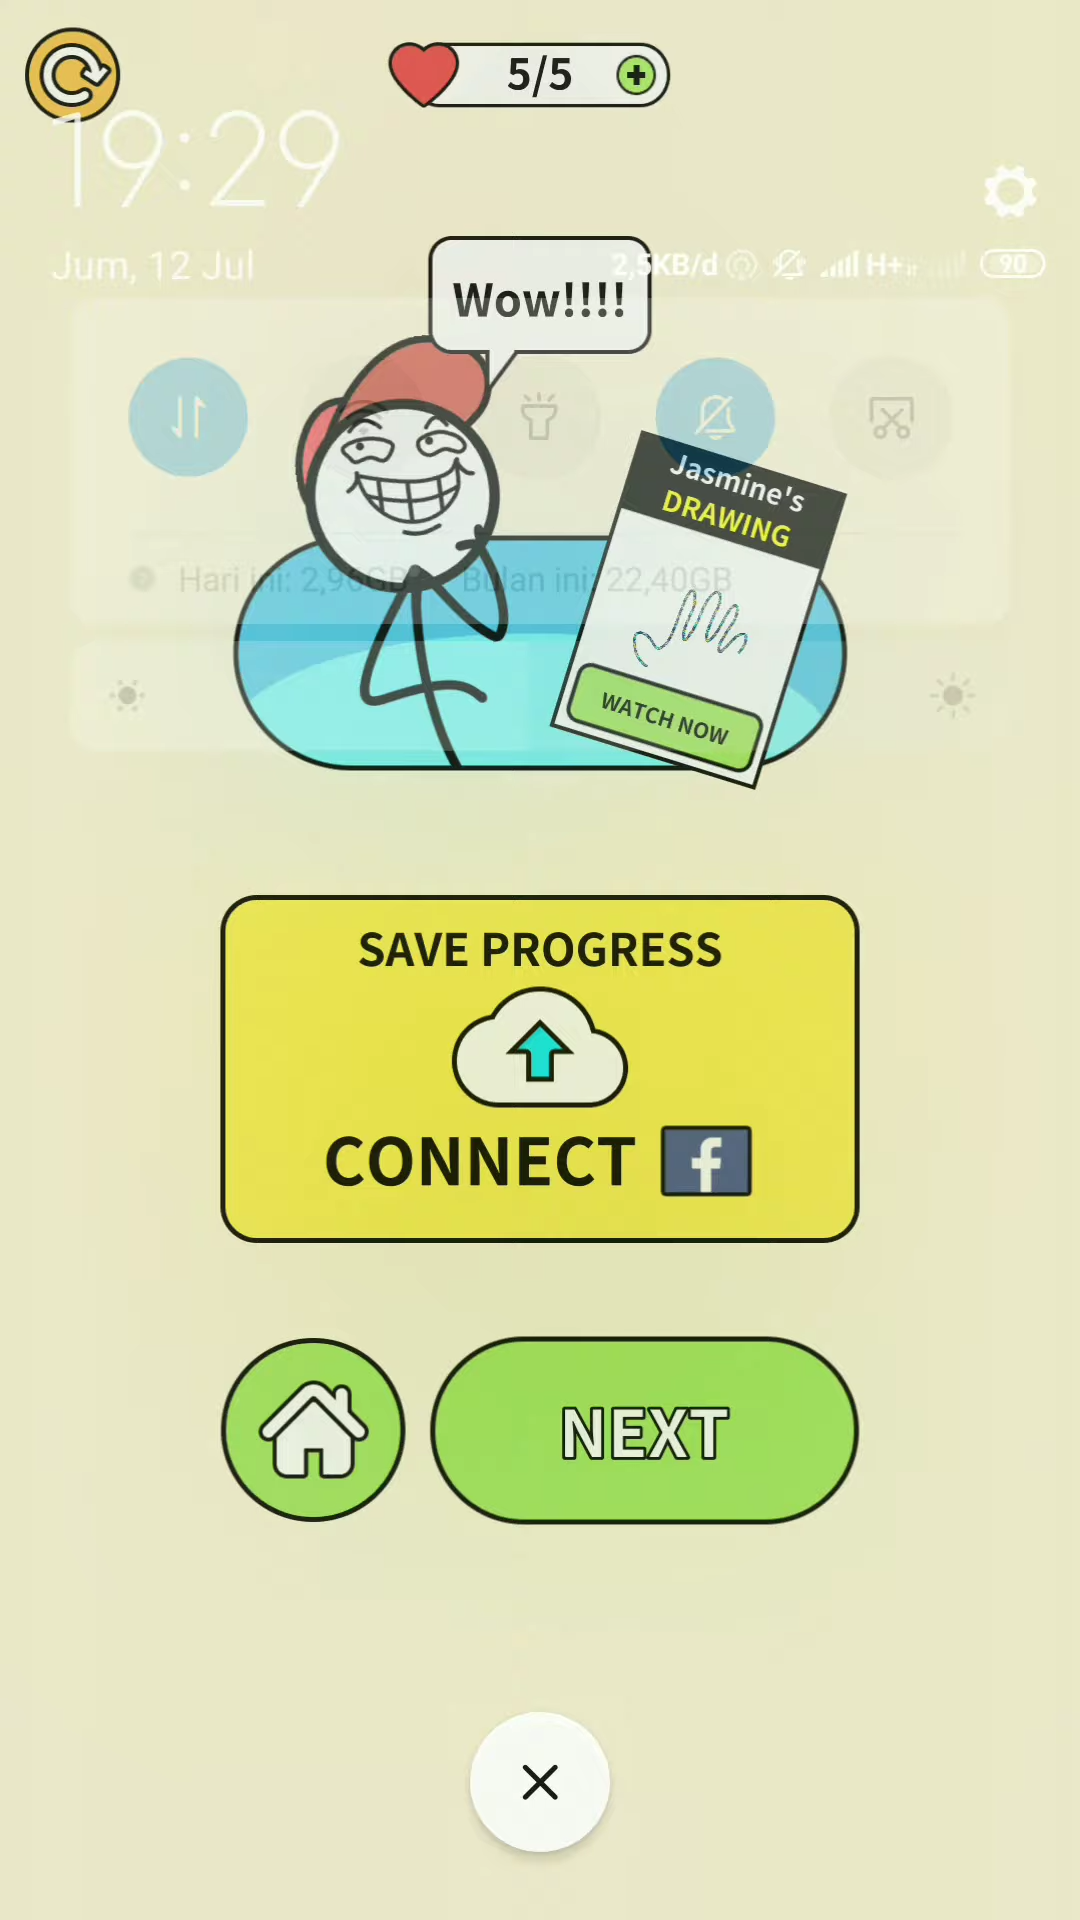 5/5
19:29
Jum, 12 Jul
2,5KB/d
H+
90
Wow!!!!
Jasmine's
DRAWING
Hari ini: 2,96GB
Bulan ini: 22,40GB
WATCH NOW
SAVE PROGRESS
CONNECT f
NEXT